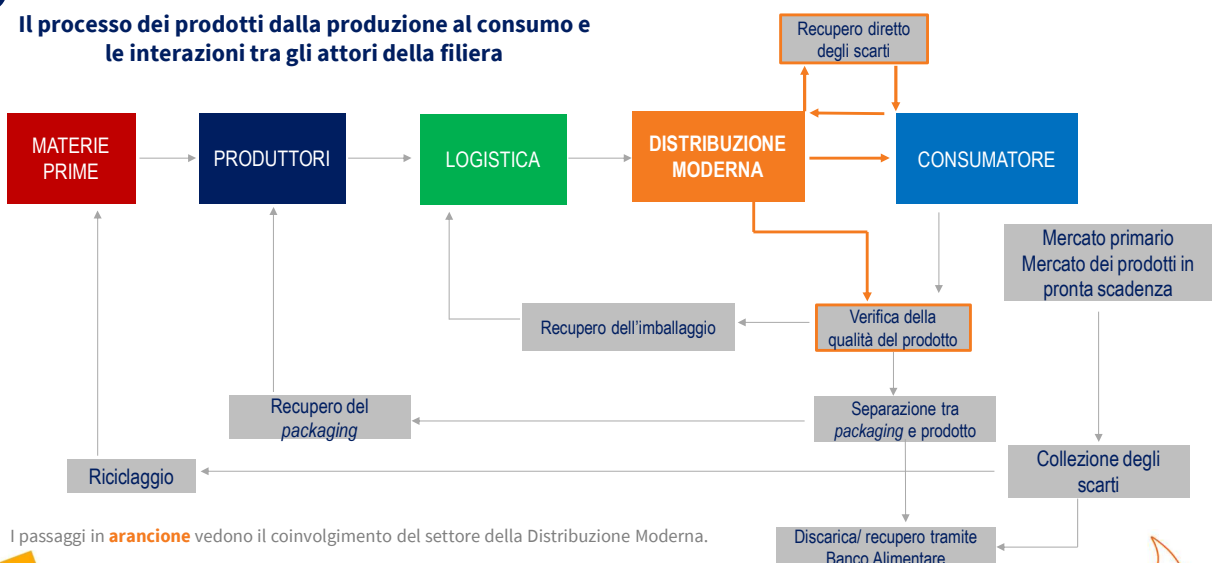 Il processo dei prodotti dalla produzione al consumo e
le interazioni tra gli attori della filiera
Recupero diretto
degli scarti
MATERIE
PRIME
PRODUTTORI
LOGISTICA
DISTRIBUZIONE
MODERNA
CONSUMATORE
Mercato primario
Mercato dei prodotti in
pronta scadenza
Recupero dell'imballaggio
Verifica della
qualità del prodotto
Recupero del
packaging
Separazione tra
packaging e prodotto
Riciclaggio
Collezione degli
scarti
I passaggi in arancione vedono il coinvolgimento del settore della Distribuzione Moderna.
Discarica/ recupero tramite
Banco Alimentare